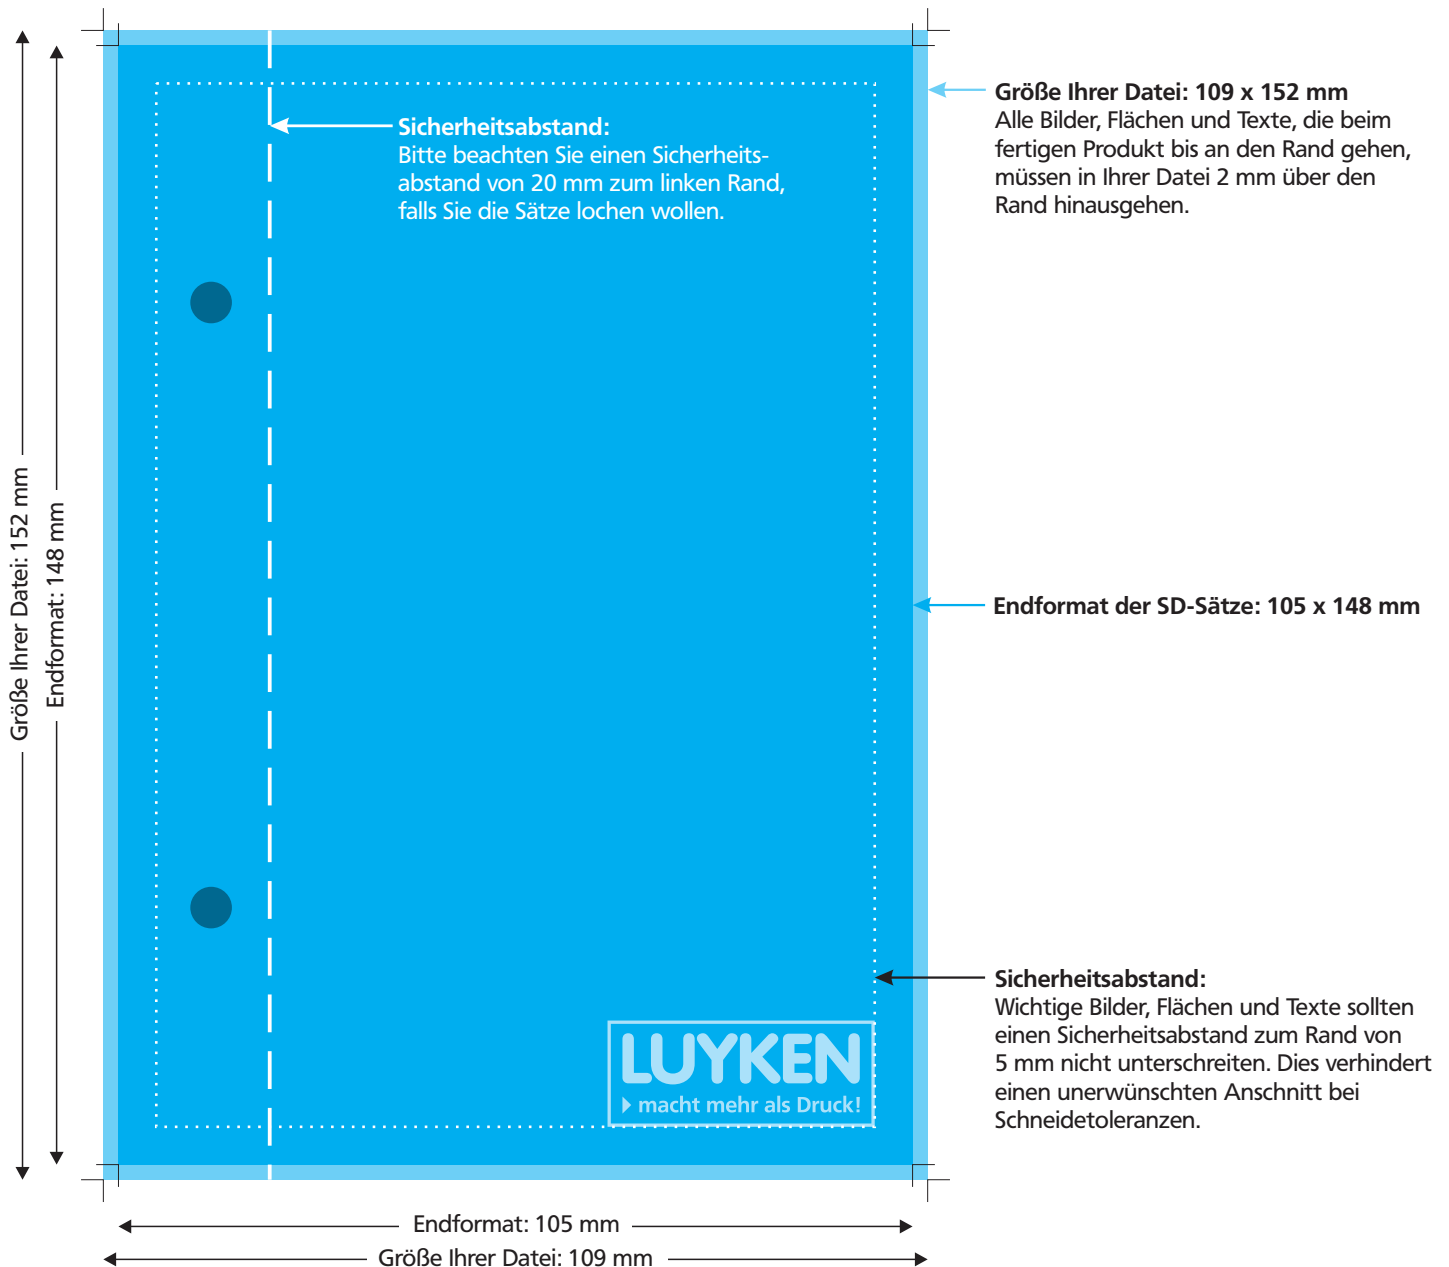 Größe Ihrer Datei: 109 x 152 mm
Alle Bilder, Flächen und Texte, die beim
fertigen Produkt bis an den Rand gehen,
müssen in Ihrer Datei 2 mm über den
Rand hinausgehen.
Sicherheitsabstand:
Bitte beachten Sie einen Sicherheits-
abstand von 20 mm zum linken Rand,
falls Sie die Sätze lochen wollen.
Größe Ihrer Datei: 152 mm
Endformat: 148 mm
Endformat der SD-Sätze: 105 x 148 mm
Sicherheitsabstand:
Wichtige Bilder, Flächen und Texte sollten
einen Sicherheitsabstand zum Rand von
5 mm nicht unterschreiten. Dies verhindert
einen unerwünschten Anschnitt bei
Schneidetoleranzen.
LUYKEN
macht mehr als Druck!
Endformat: 105 mm
Größe Ihrer Datei: 109 mm